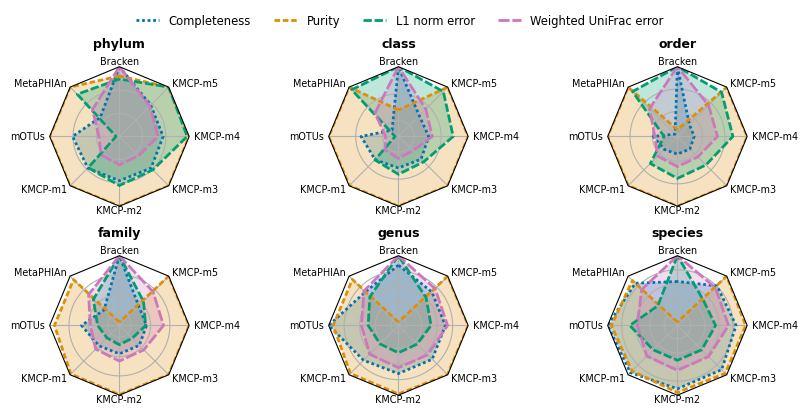 Completeness Purity L1 norm error Weighted UniFrac error
phylum class order
Bracken Bracken Bracken
MetaPHlAn KMCP-m5 MetaPHlAn KMCP-m5 MetaPHlAn KMCP-m5
mOTUs KMCP-m4 mOTUs KMCP-m4 mOTUs KMCP-m4
KMCP-m1 KMCP-m3 KMCP-m1 KMCP-m3 KMCP-m1 KMCP-m3
KMCP-m2 KMCP-m2 KMCP-m2
family genus species
Bracken Bracken Bracken
MetaPHlAn KMCP-m5 MetaPHlAn KMCP-m5 MetaPHlAn KMCP-m5
mOTUs KMCP-m4 mOTUs KMCP-m4 mOTUs KMCP-m4
KMCP-m1 KMCP-m3 KMCP-m1 KMCP-m3 KMCP-m1 KMCP-m3
KMCP-m2 KMCP-m2 KMCP-m2